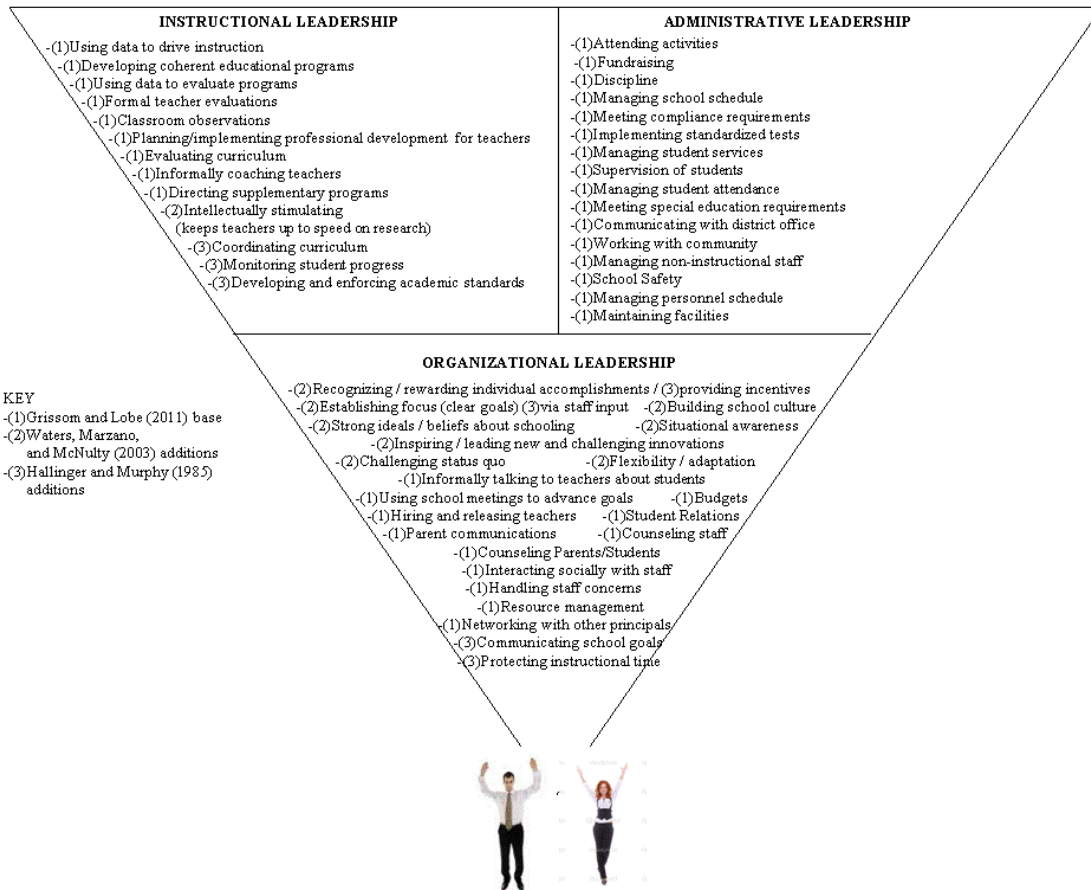 INSTRUCTIONAL LEADERSHIP
-(1)Using data to drive instruction
-(1)Developing coherent educational programs
-(1)Using data to evaluate programs
-(1)Formal teacher evaluations
-(1)Classroom observations
-(1)Planning/implementing professional development for teachers
-(1)Evaluating curriculum
-(1)Informally coaching teachers
-(1)Directing supplementary programs
-(2)Intellectually stimulating
(keeps teachers up to speed on research)
-(3)Coordinating curriculum
-(3)Monitoring student progress
-(3)Developing and enforcing academic standards
ADMINISTRATIVE LEADERSHIP
-(1)Attending activities
-(1)Fundraising
-(1)Discipline
-(1)Managing school schedule
-(1)Meeting compliance requirements
-(1)Implementing standardized tests
-(1)Managing student services
-(1)Supervision of students
-(1)Managing student attendance
-(1)Meeting special education requirements
-(1)Communicating with district office
-(1)Working with community
-(1)Managing non-instructional staff
-(1)School Safety
-(1)Managing personnel schedule
-(1)Maintaining facilities
ORGANIZATIONAL LEADERSHIP
-(2)Recognizing / rewarding individual accomplishments / (3)providing incentives
-(2)Establishing focus (clear goals) (3)via staff input -(2)Building school culture
-(2)Strong ideals / beliefs about schooling -(2)Situational awareness
-(2)Inspiring / leading new and challenging innovations
-(2)Challenging status quo -(2)Flexibility / adaptation
-(1)Informally talking to teachers about students
-(1)Using school meetings to advance goals -(1)Budgets
-(1)Hiring and releasing teachers -(1)Student Relations
-(1)Parent communications -(1)Counseling staff
-(1)Counseling Parents/Students
-(1)Interacting socially with staff
-(1)Handling staff concerns
-(1)Resource management
-(1)Networking with other principals
-(3)Communicating school goals
-(3)Protecting instructional time
KEY
-(1)Grissom and Lobe (2011) base
-(2)Waters, Marzano,
and McNulty (2003) additions
-(3)Hallinger and Murphy (1985)
additions